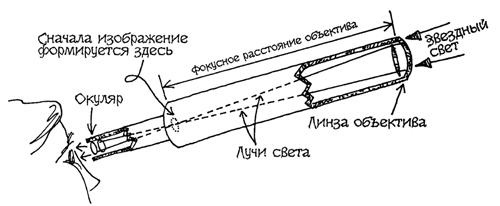 Сначала изображение
формируется здесь
фокусное расстояние объектива
Звездный
свет
Окуляр
Линза объектива
Лучи света